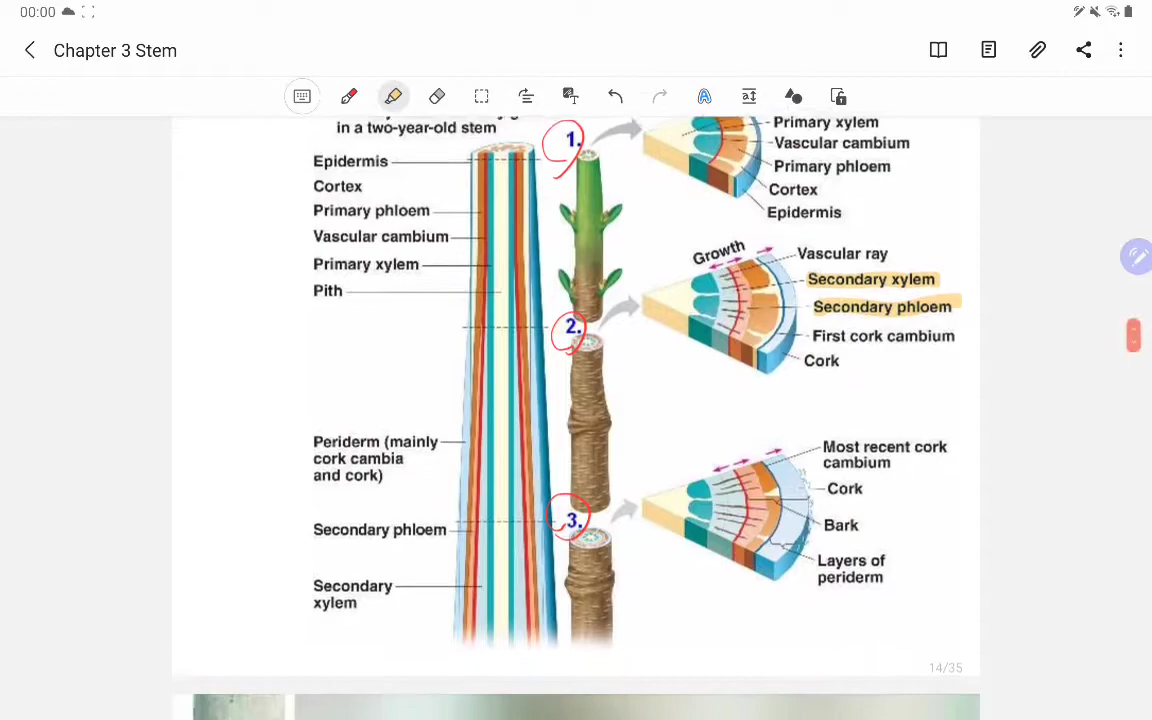 00:00
Chapter 3 Stem
in a two-year-old stem
Epidermis
Cortex
Primary phloem
Vascular cambium
Primary xylem
Pith
Periderm (mainly
cork cambia
and cork)
Secondary phloem
Secondary
xylem
1.
2.
3.
Primary xylem
Vascular cambium
Primary phloem
Cortex
Epidermis
Growth
Vascular ray
Secondary xylem
Secondary phloem
First cork cambium
Cork
Most recent cork
cambium
Cork
Bark
Layers of
periderm
14/35